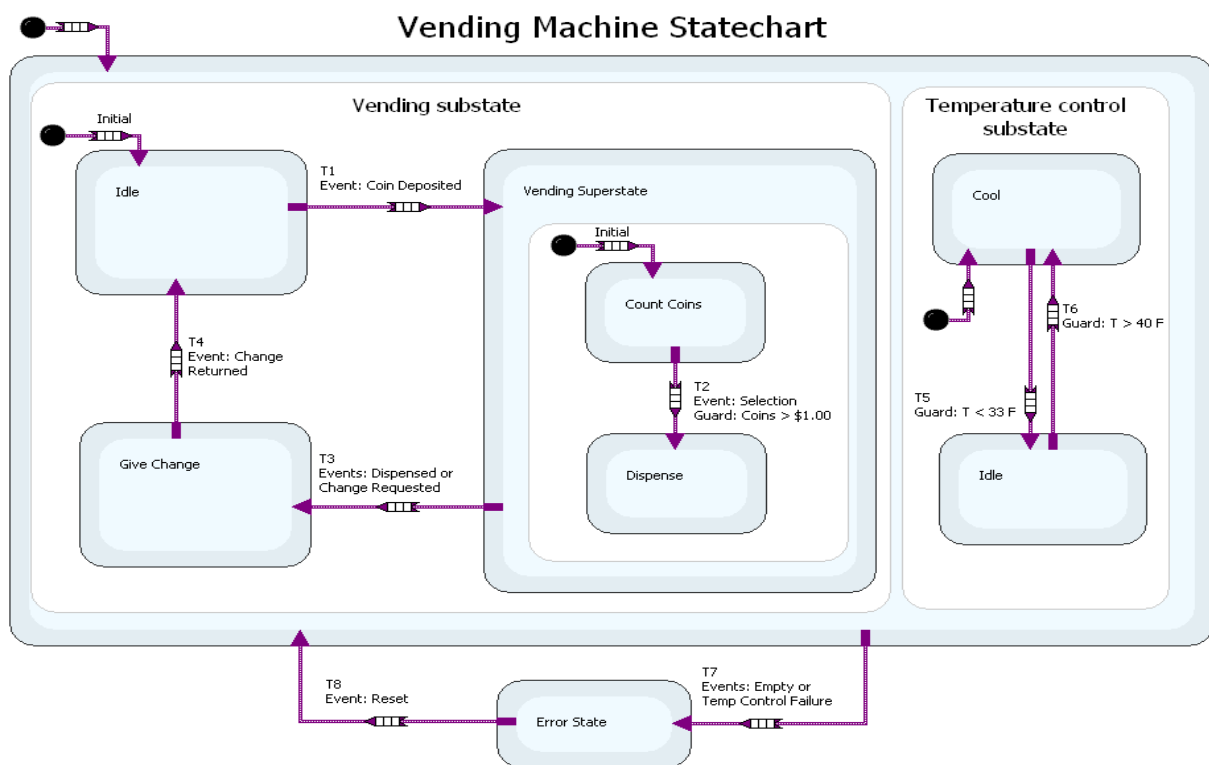 Vending Machine Statechart
Vending substate
Temperature control
substate
Initial
Idle
T1
Event: Coin Deposited
Vending Superstate
Cool
Initial
Count Coins
T6
Guard: T > 40 F
T4
Event: Change
Returned
T2
Event: Selection
Guard: Coins > $1.00
T5
Guard: T < 33 F
Give Change
T3
Events: Dispensed or
Change Requested
Dispense
Idle
T8
Event: Reset
Error State
T7
Events: Empty or
Temp Control Failure